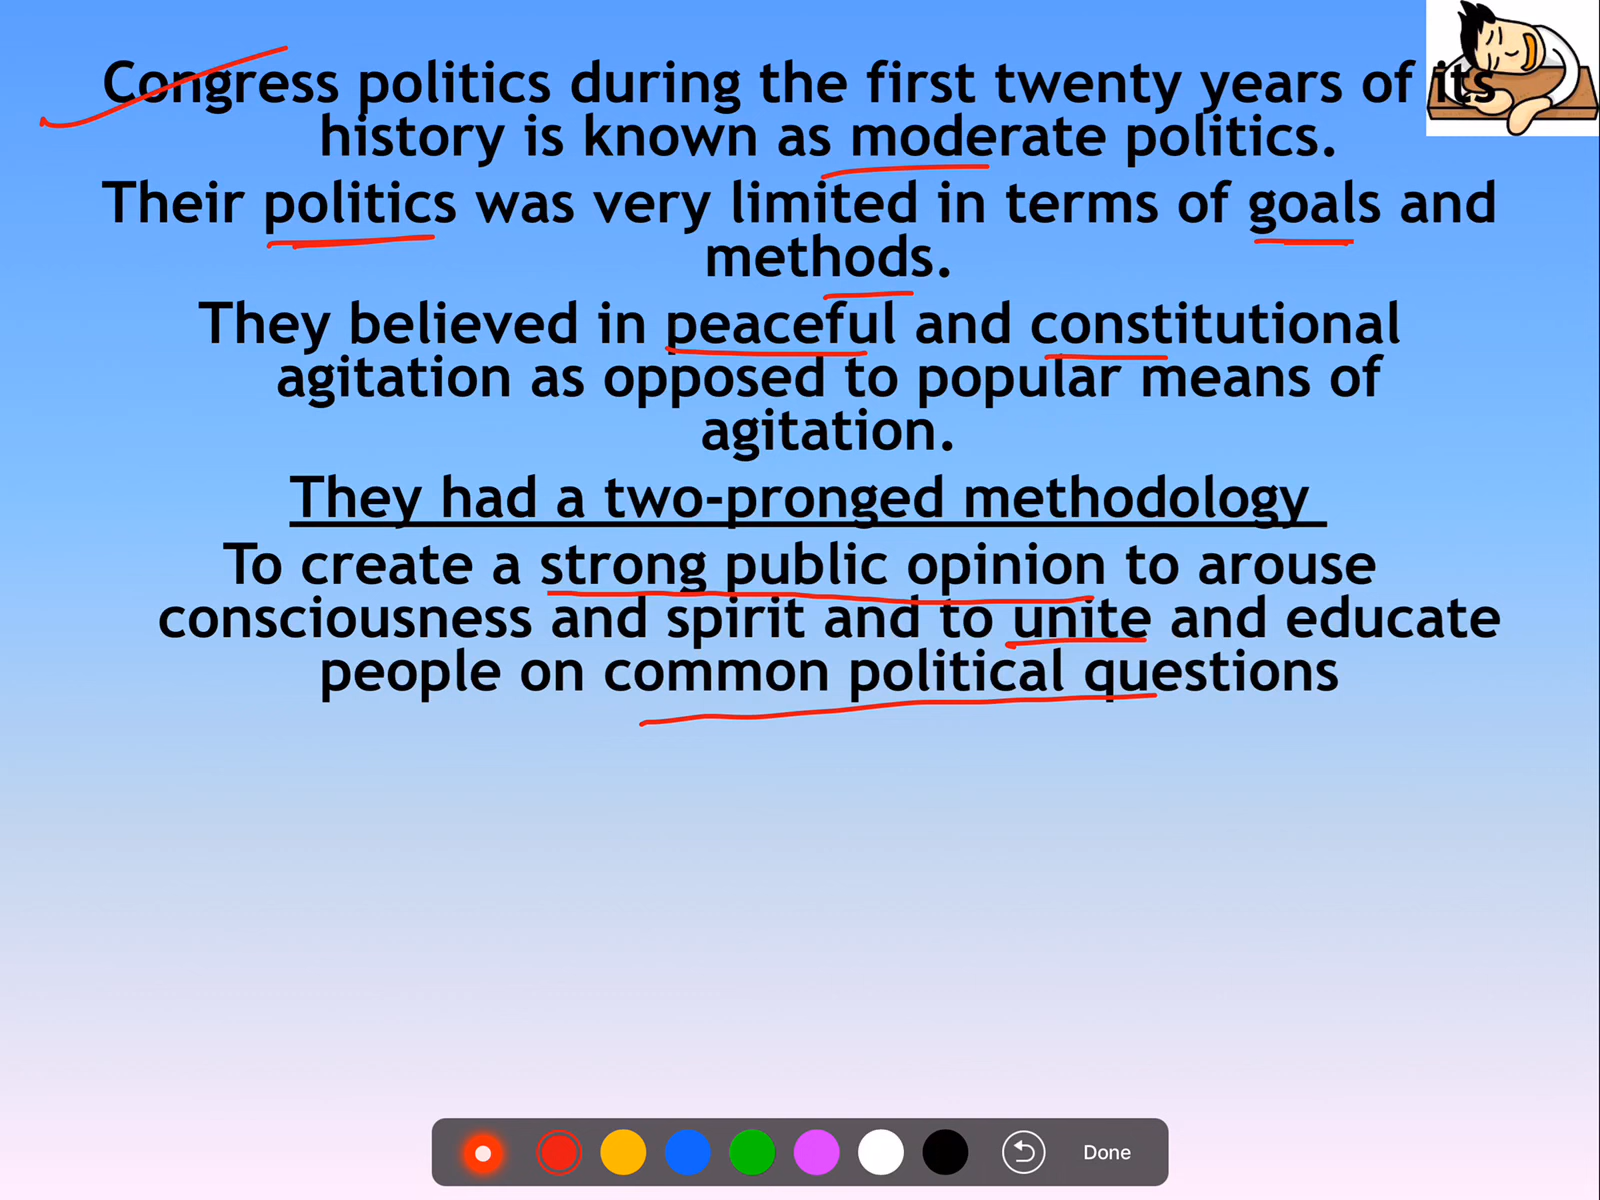 Congress politics during the first twenty years of its
history is known as moderate politics.
Their politics was very limited in terms of goals and
methods.
They believed in peaceful and constitutional
agitation as opposed to popular means of
agitation.
They had a two-pronged methodology
To create a strong public opinion to arouse
consciousness and spirit and to unite and educate
people on common political questions
Done